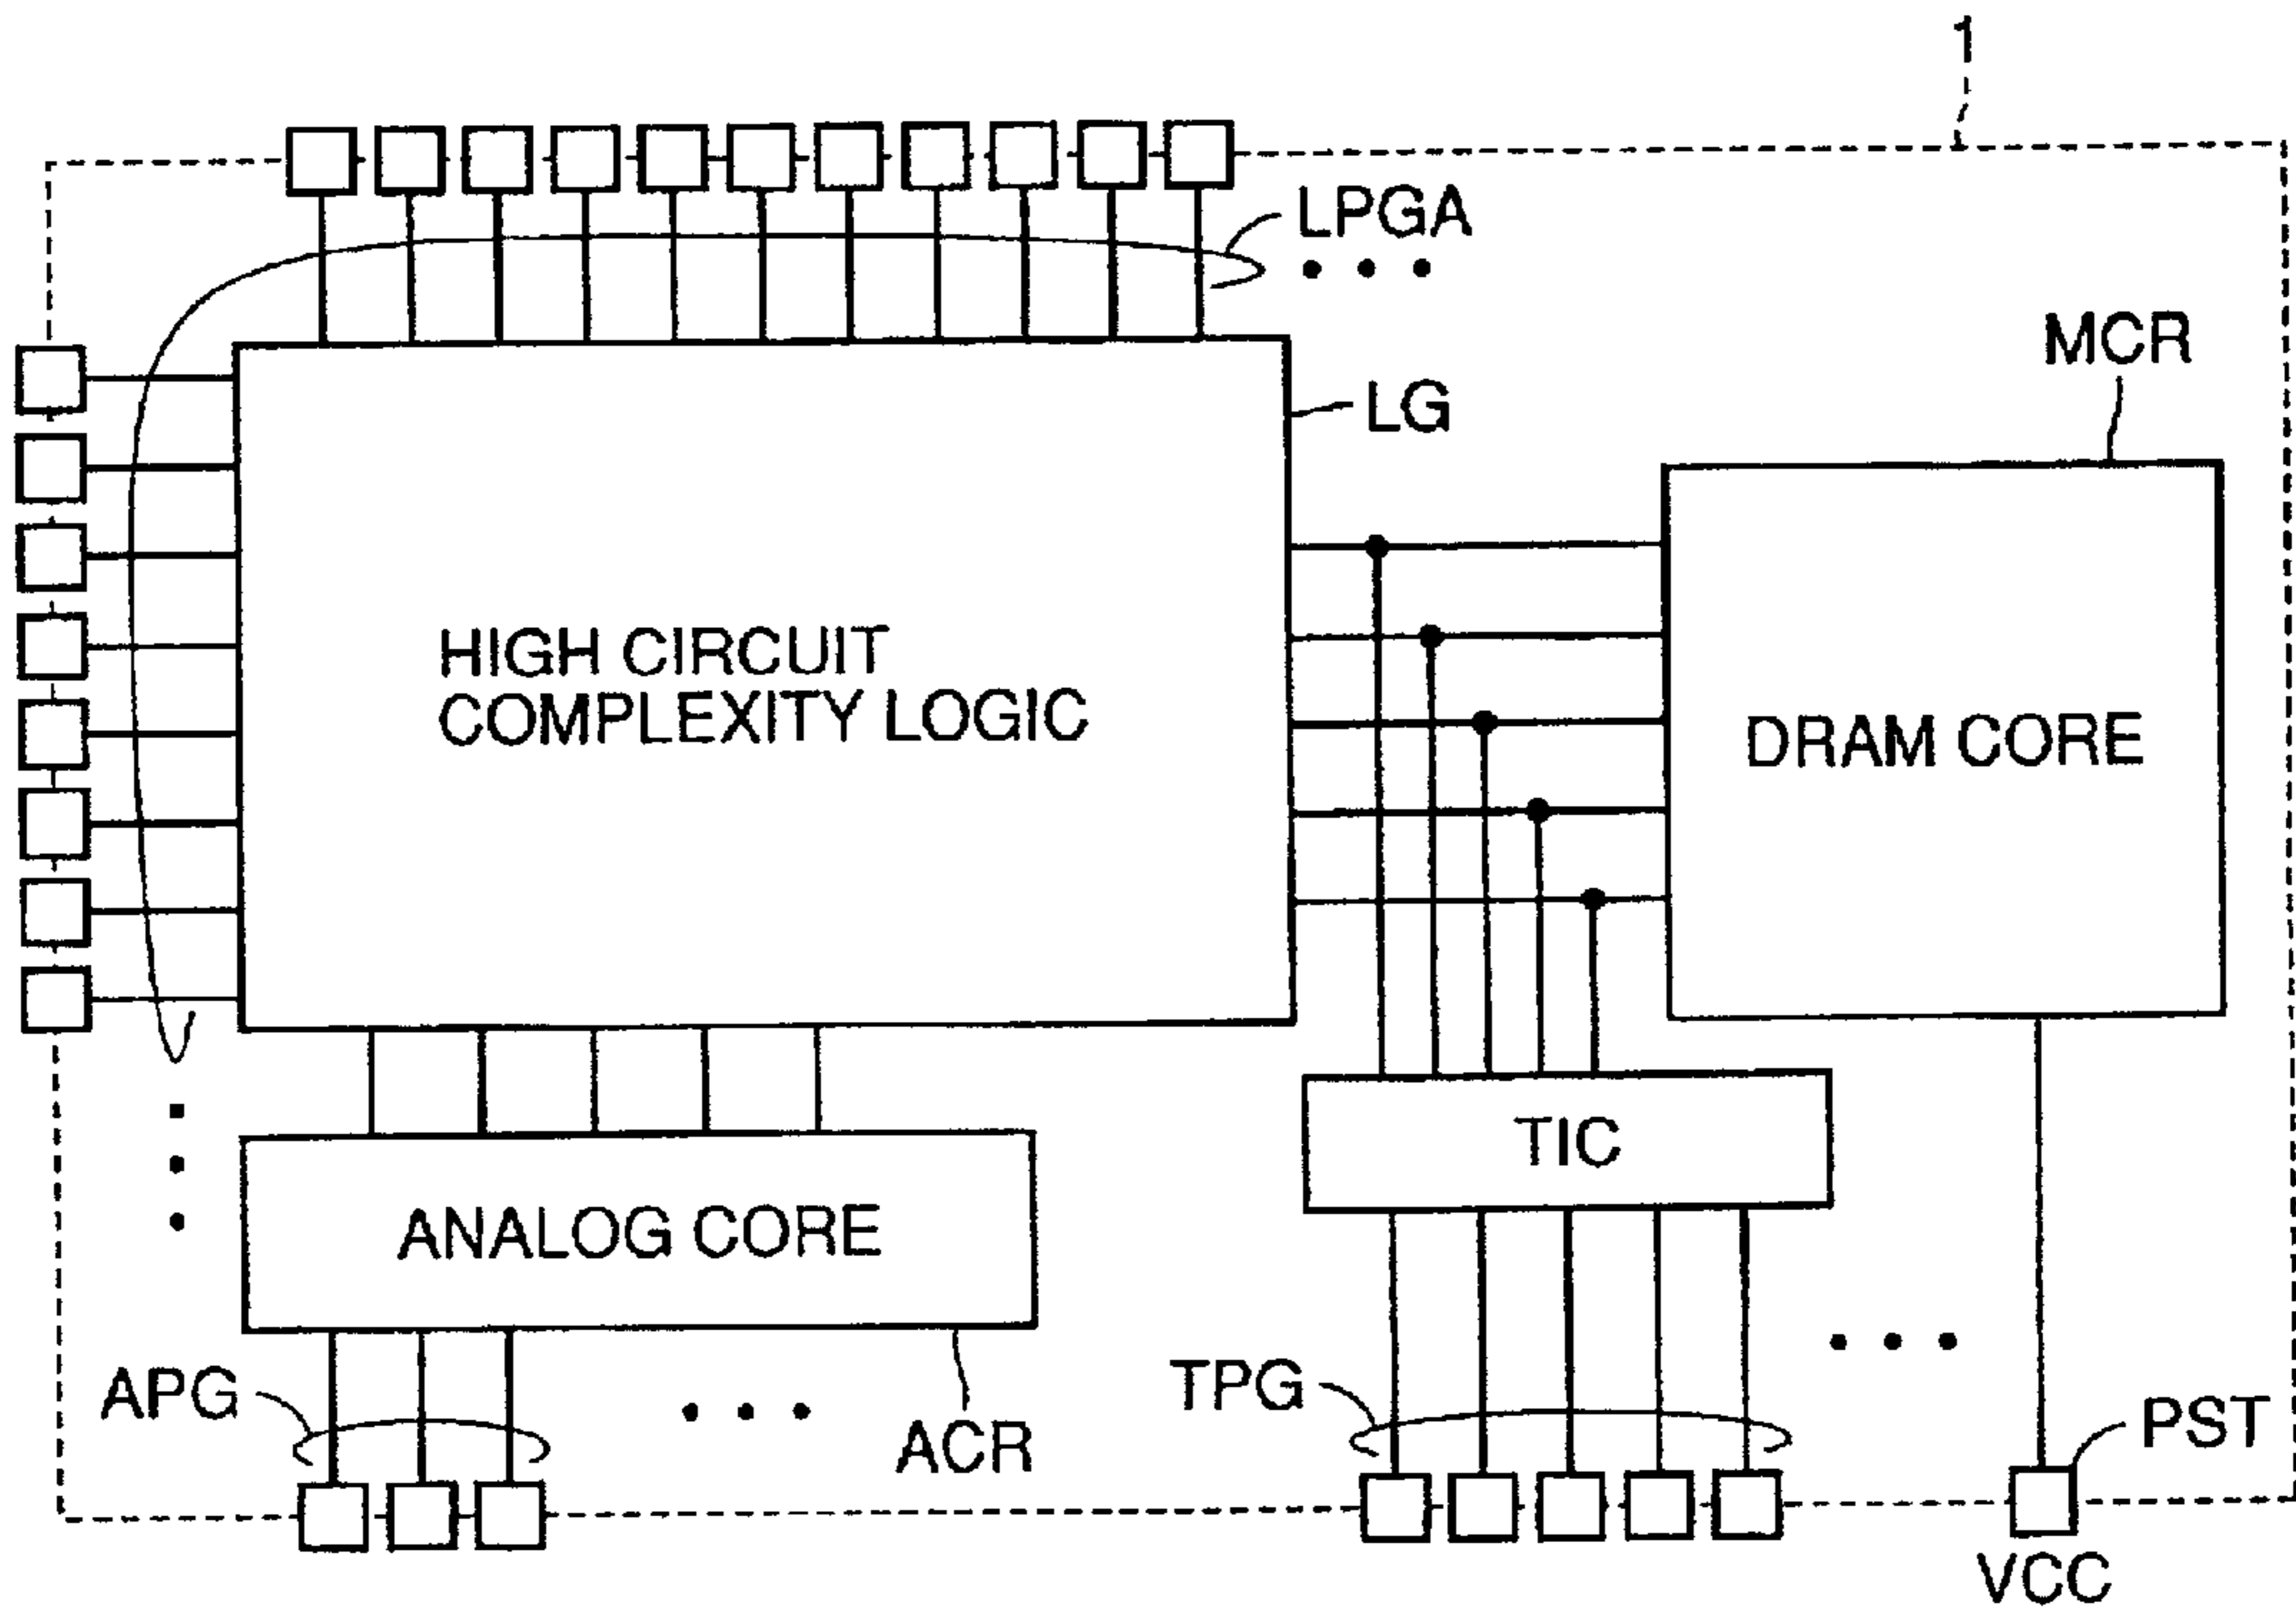 1
LPGA
MCR
LG
HIGH CIRCUIT
COMPLEXITY LOGIC
DRAM CORE
TIC
ANALOG CORE
APG
TPG
ACR
PST
VCC